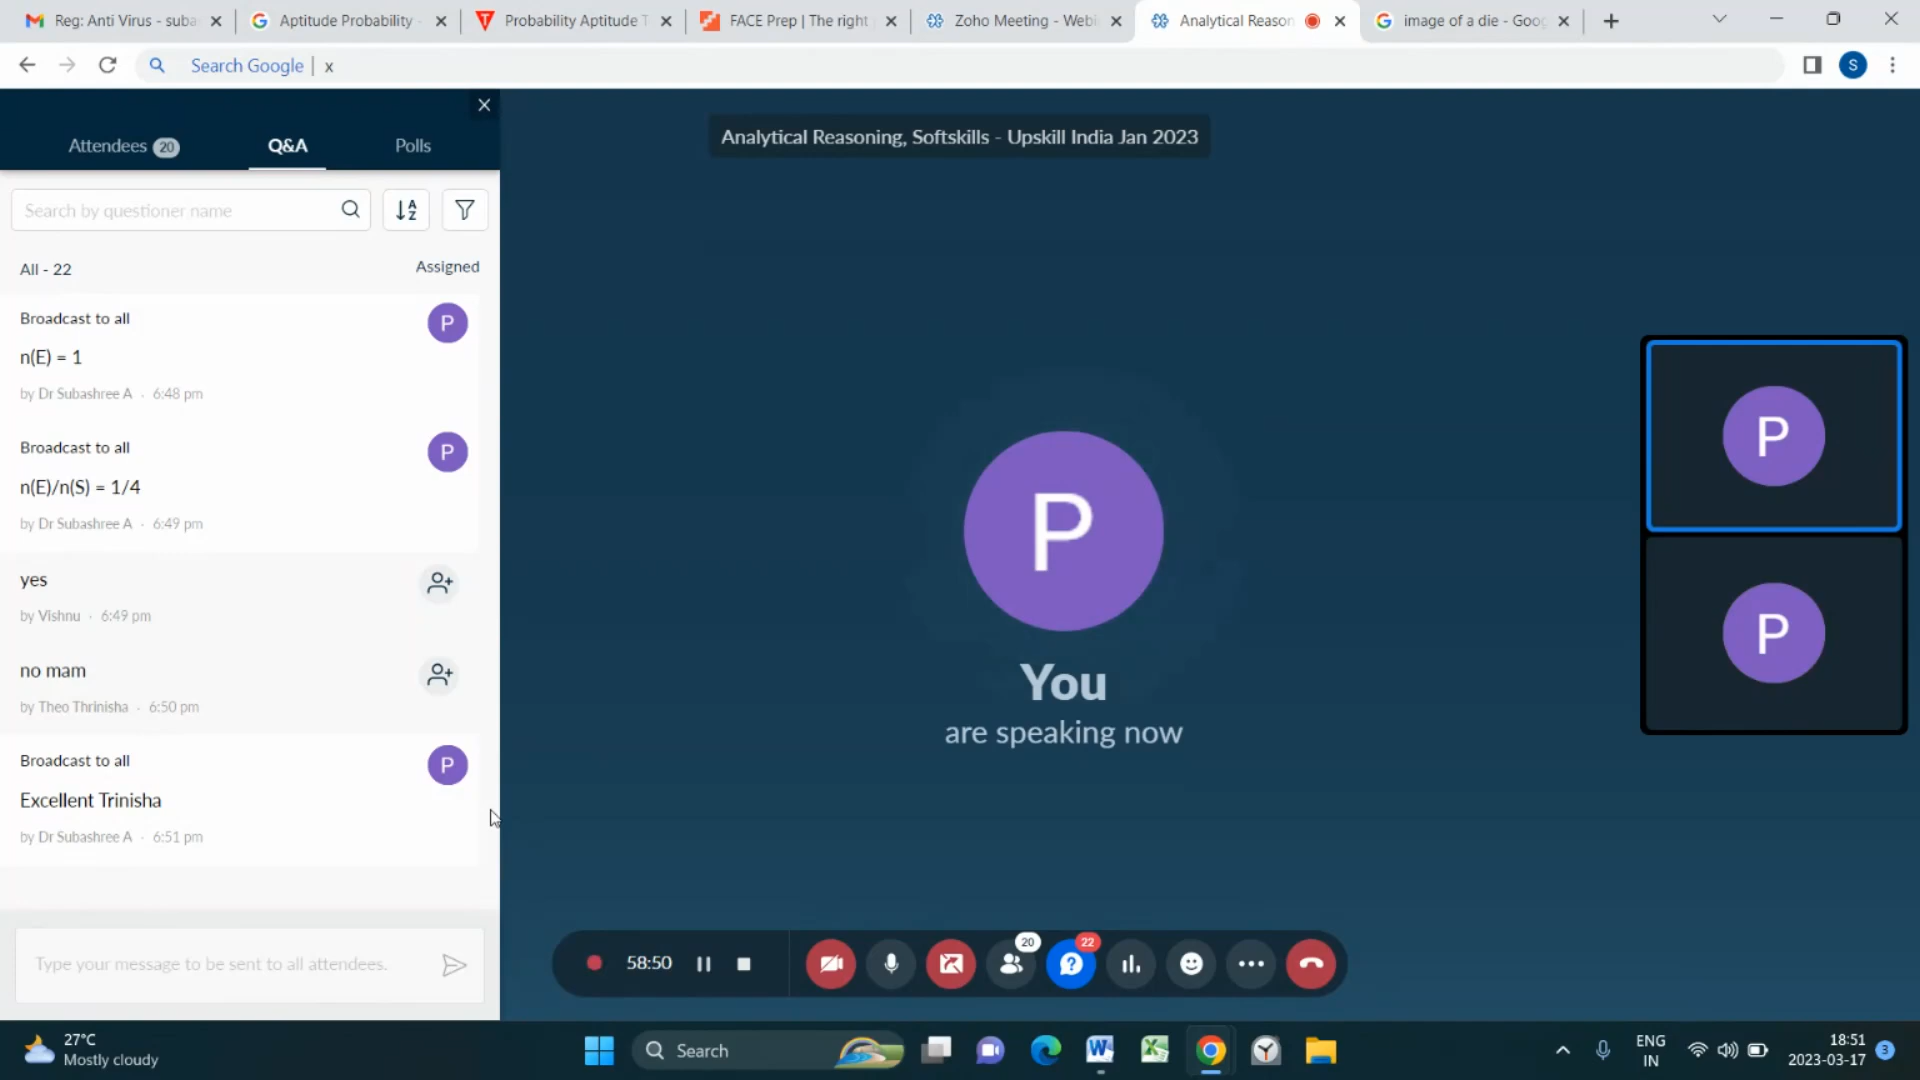 Reg: Anti Virus - suba
Aptitude Probability -
Probability Aptitude T
FACE Prep | The right
Zoho Meeting - Webi
Analytical Reason
image of a die - Goog
Search Google | x
S
Attendees 20
Q&A
Polls
Analytical Reasoning, Softskills - Upskill India Jan 2023
Search by questioner name
All - 22
Assigned
Broadcast to all
P
n(E) = 1
by Dr Subashree A · 6:48 pm
Broadcast to all
P
n(E)/n(S) = 1/4
by Dr Subashree A · 6:49 pm
yes
by Vishnu · 6:49 pm
no mam
by Theo Thrinisha · 6:50 pm
Broadcast to all
P
Excellent Trinisha
by Dr Subashree A · 6:51 pm
Type your message to be sent to all attendees.
P
You
are speaking now
P
P
58:50
20
22
27°C
Mostly cloudy
Search
ENG
IN
18:51
2023-03-17
3